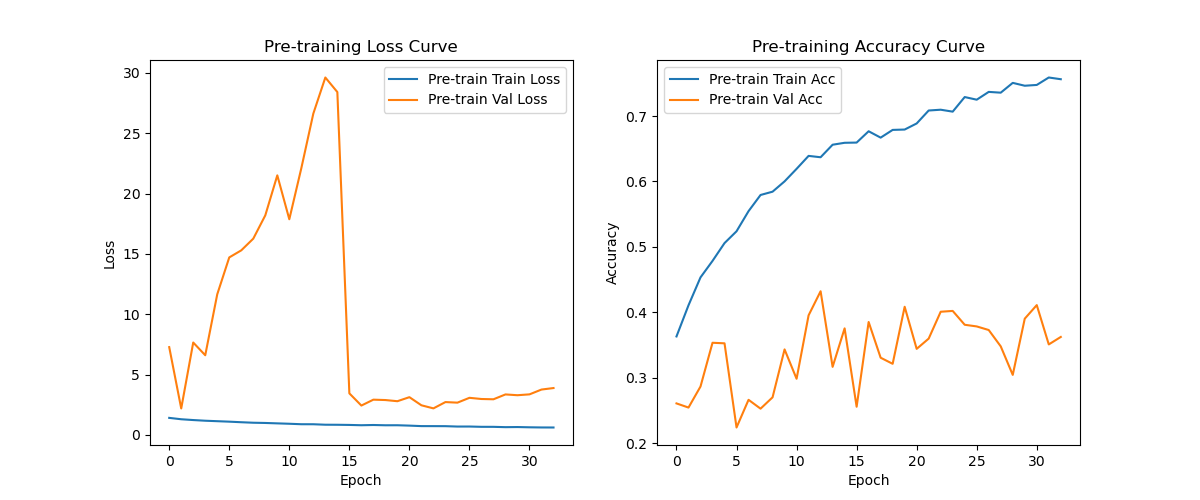 Pre-training Loss Curve
Pre-train Train Loss
Pre-train Val Loss
30
25
20
15
10
5
0
Loss
0 5 10 15 20 25 30
Epoch
Pre-training Accuracy Curve
Pre-train Train Acc
Pre-train Val Acc
0.7
0.6
0.5
0.4
0.3
0.2
Accuracy
0 5 10 15 20 25 30
Epoch